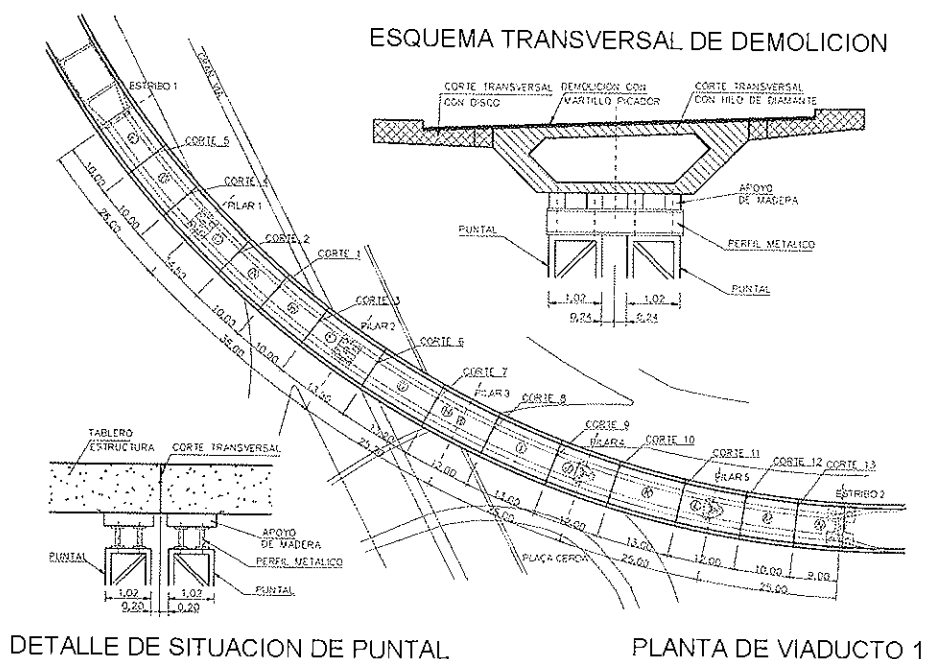 ESQUEMA TRANSVERSAL DE DEMOLICION
CORTE TRANSVERSAL
CON DISCO
DEMOLICION CON
MARTILLO PICADOR
CORTE TRANSVERSAL
CON HILO DE DIAMANTE
APOYO
DE MADERA
PUNTAL
PERFIL METALICO
PUNTAL
1,02
1,02
0,24
0,24
GRAN VIA
ESTRIBO 1
CORTE 5
CORTE 4
PILAR 1
CORTE 2
CORTE 1
CORTE 3
PILAR 2
CORTE 6
CORTE 7
PILAR 3
CORTE 8
CORTE 9
PILAR 4
CORTE 10
CORTE 11
PILAR 5
CORTE 12
CORTE 13
ESTRIBO 2
10.00
25.00
10.00
14.50
10.00
35.00
10.00
25.00
12.00
13.00
25.00
12.00
13.00
25.00
12.00
10.00
25.00
9.00
PLAÇA CERDA
TABLERO
ESTRUCTURA
CORTE TRANSVERSAL
APOYO
DE MADERA
PERFIL METALICO
PUNTAL
PUNTAL
1,02
1,02
0,20
0,20
DETALLE DE SITUACION DE PUNTAL
PLANTA DE VIADUCTO 1